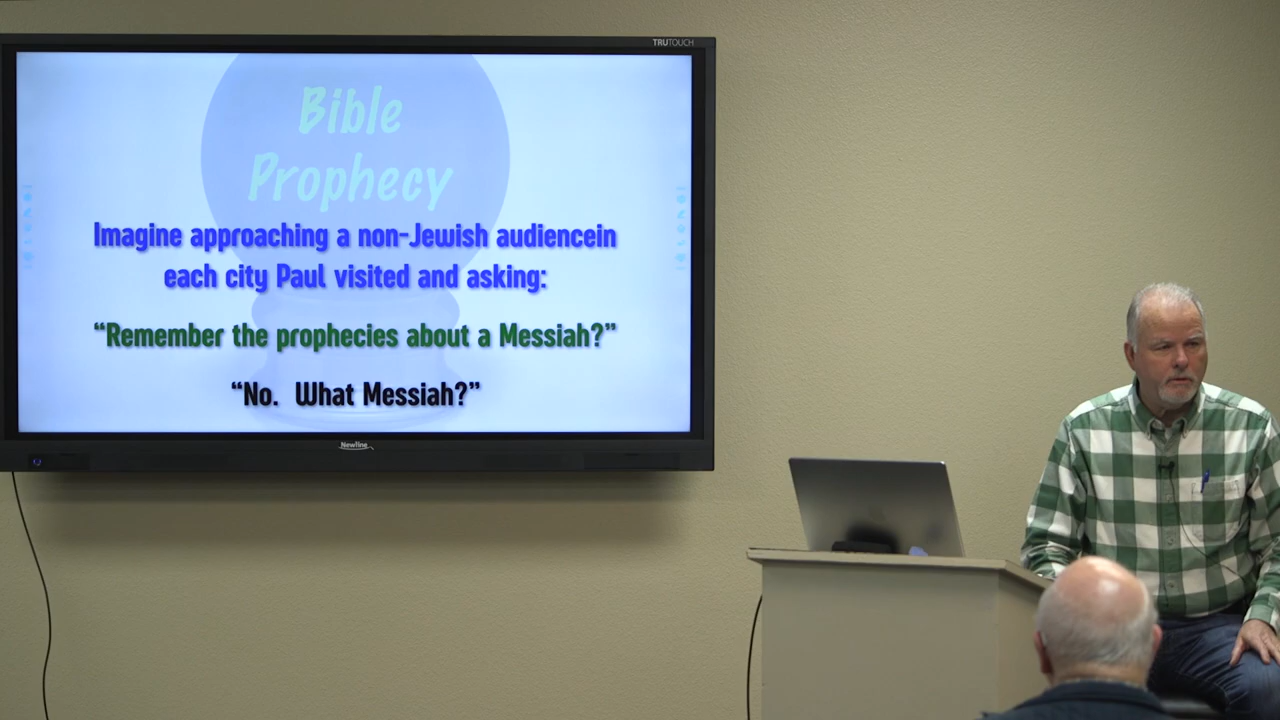 TRUTOUCH
Bible
Prophecy
Imagine approaching a non-Jewish audiencein
each city Paul visited and asking:
“Remember the prophecies about a Messiah?”
“No.  What Messiah?”
Newline